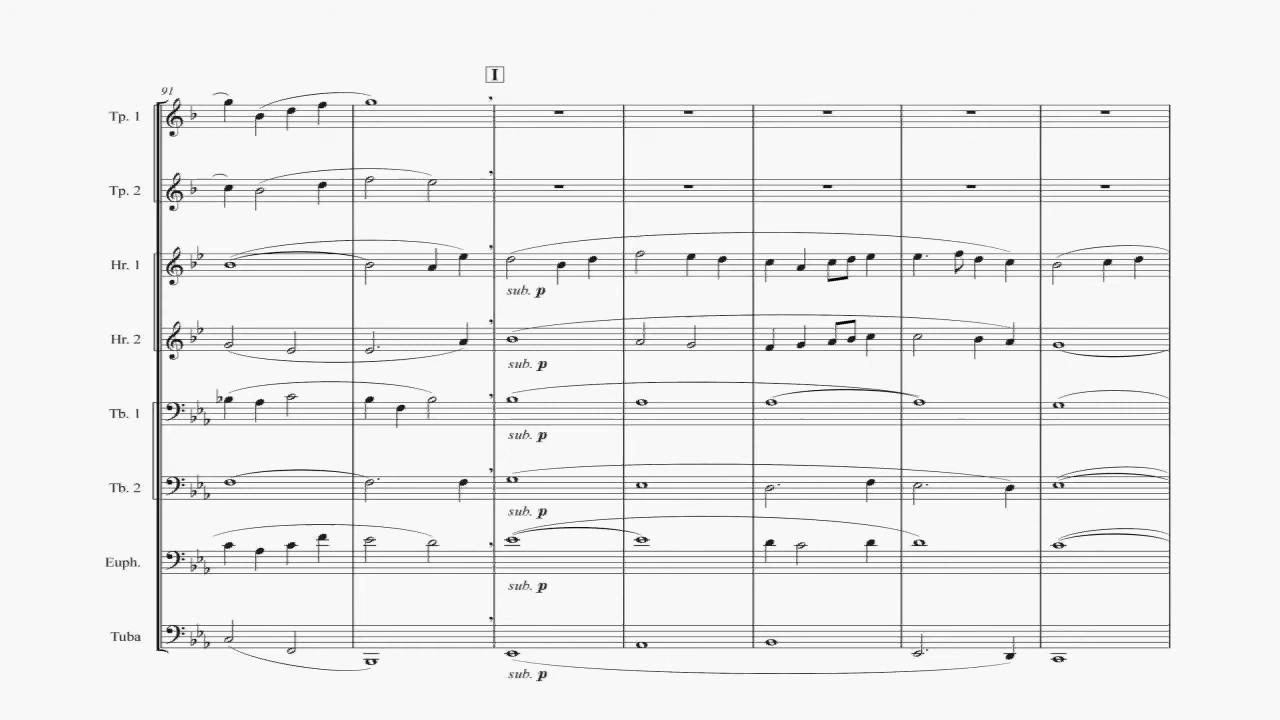 I
91
Tp. 1
Tp. 2
Hr. 1
sub. p
Hr. 2
sub. p
Tb. 1
sub. p
Tb. 2
sub. p
Euph.
sub. p
Tuba
sub. p